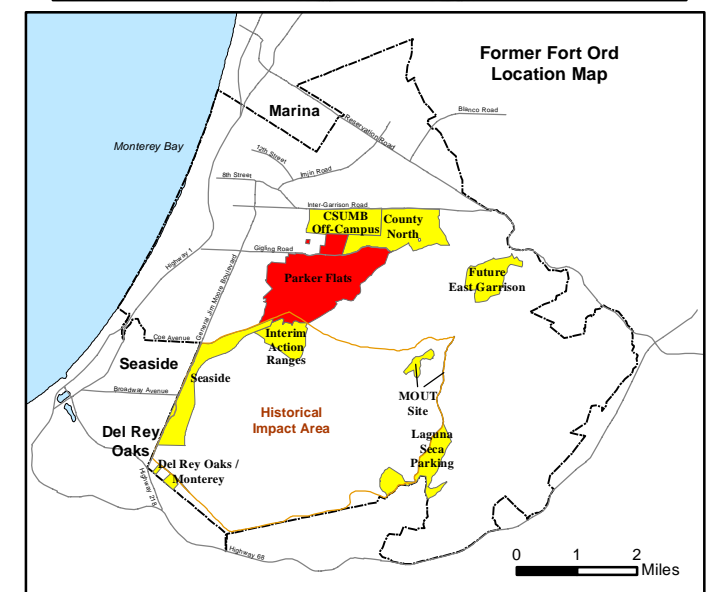 Former Fort Ord
Location Map
Marina
Blanco Road
Reservation Road
Monterey Bay
12th Street
Imjin Road
8th Street
Inter-Garrison Road
CSUMB
Off-Campus
County
North
Gigling Road
Highway 1
General Jim Moore Boulevard
Parker Flats
Future
East Garrison
Coe Avenue
Interim
Action
Ranges
Seaside
Seaside
Broadway Avenue
MOUT
Site
Historical
Impact Area
Del Rey
Oaks
Laguna
Seca
Parking
Del Rey Oaks /
Monterey
Highway 218
Highway 68
0 1 2
Miles